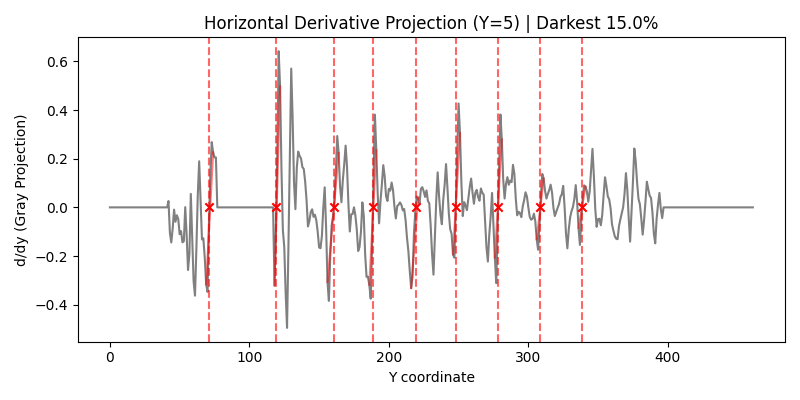 Horizontal Derivative Projection (Y=5) | Darkest 15.0%
d/dy (Gray Projection)
0.6
0.4
0.2
0.0
−0.2
−0.4
0 100 200 300 400
Y coordinate